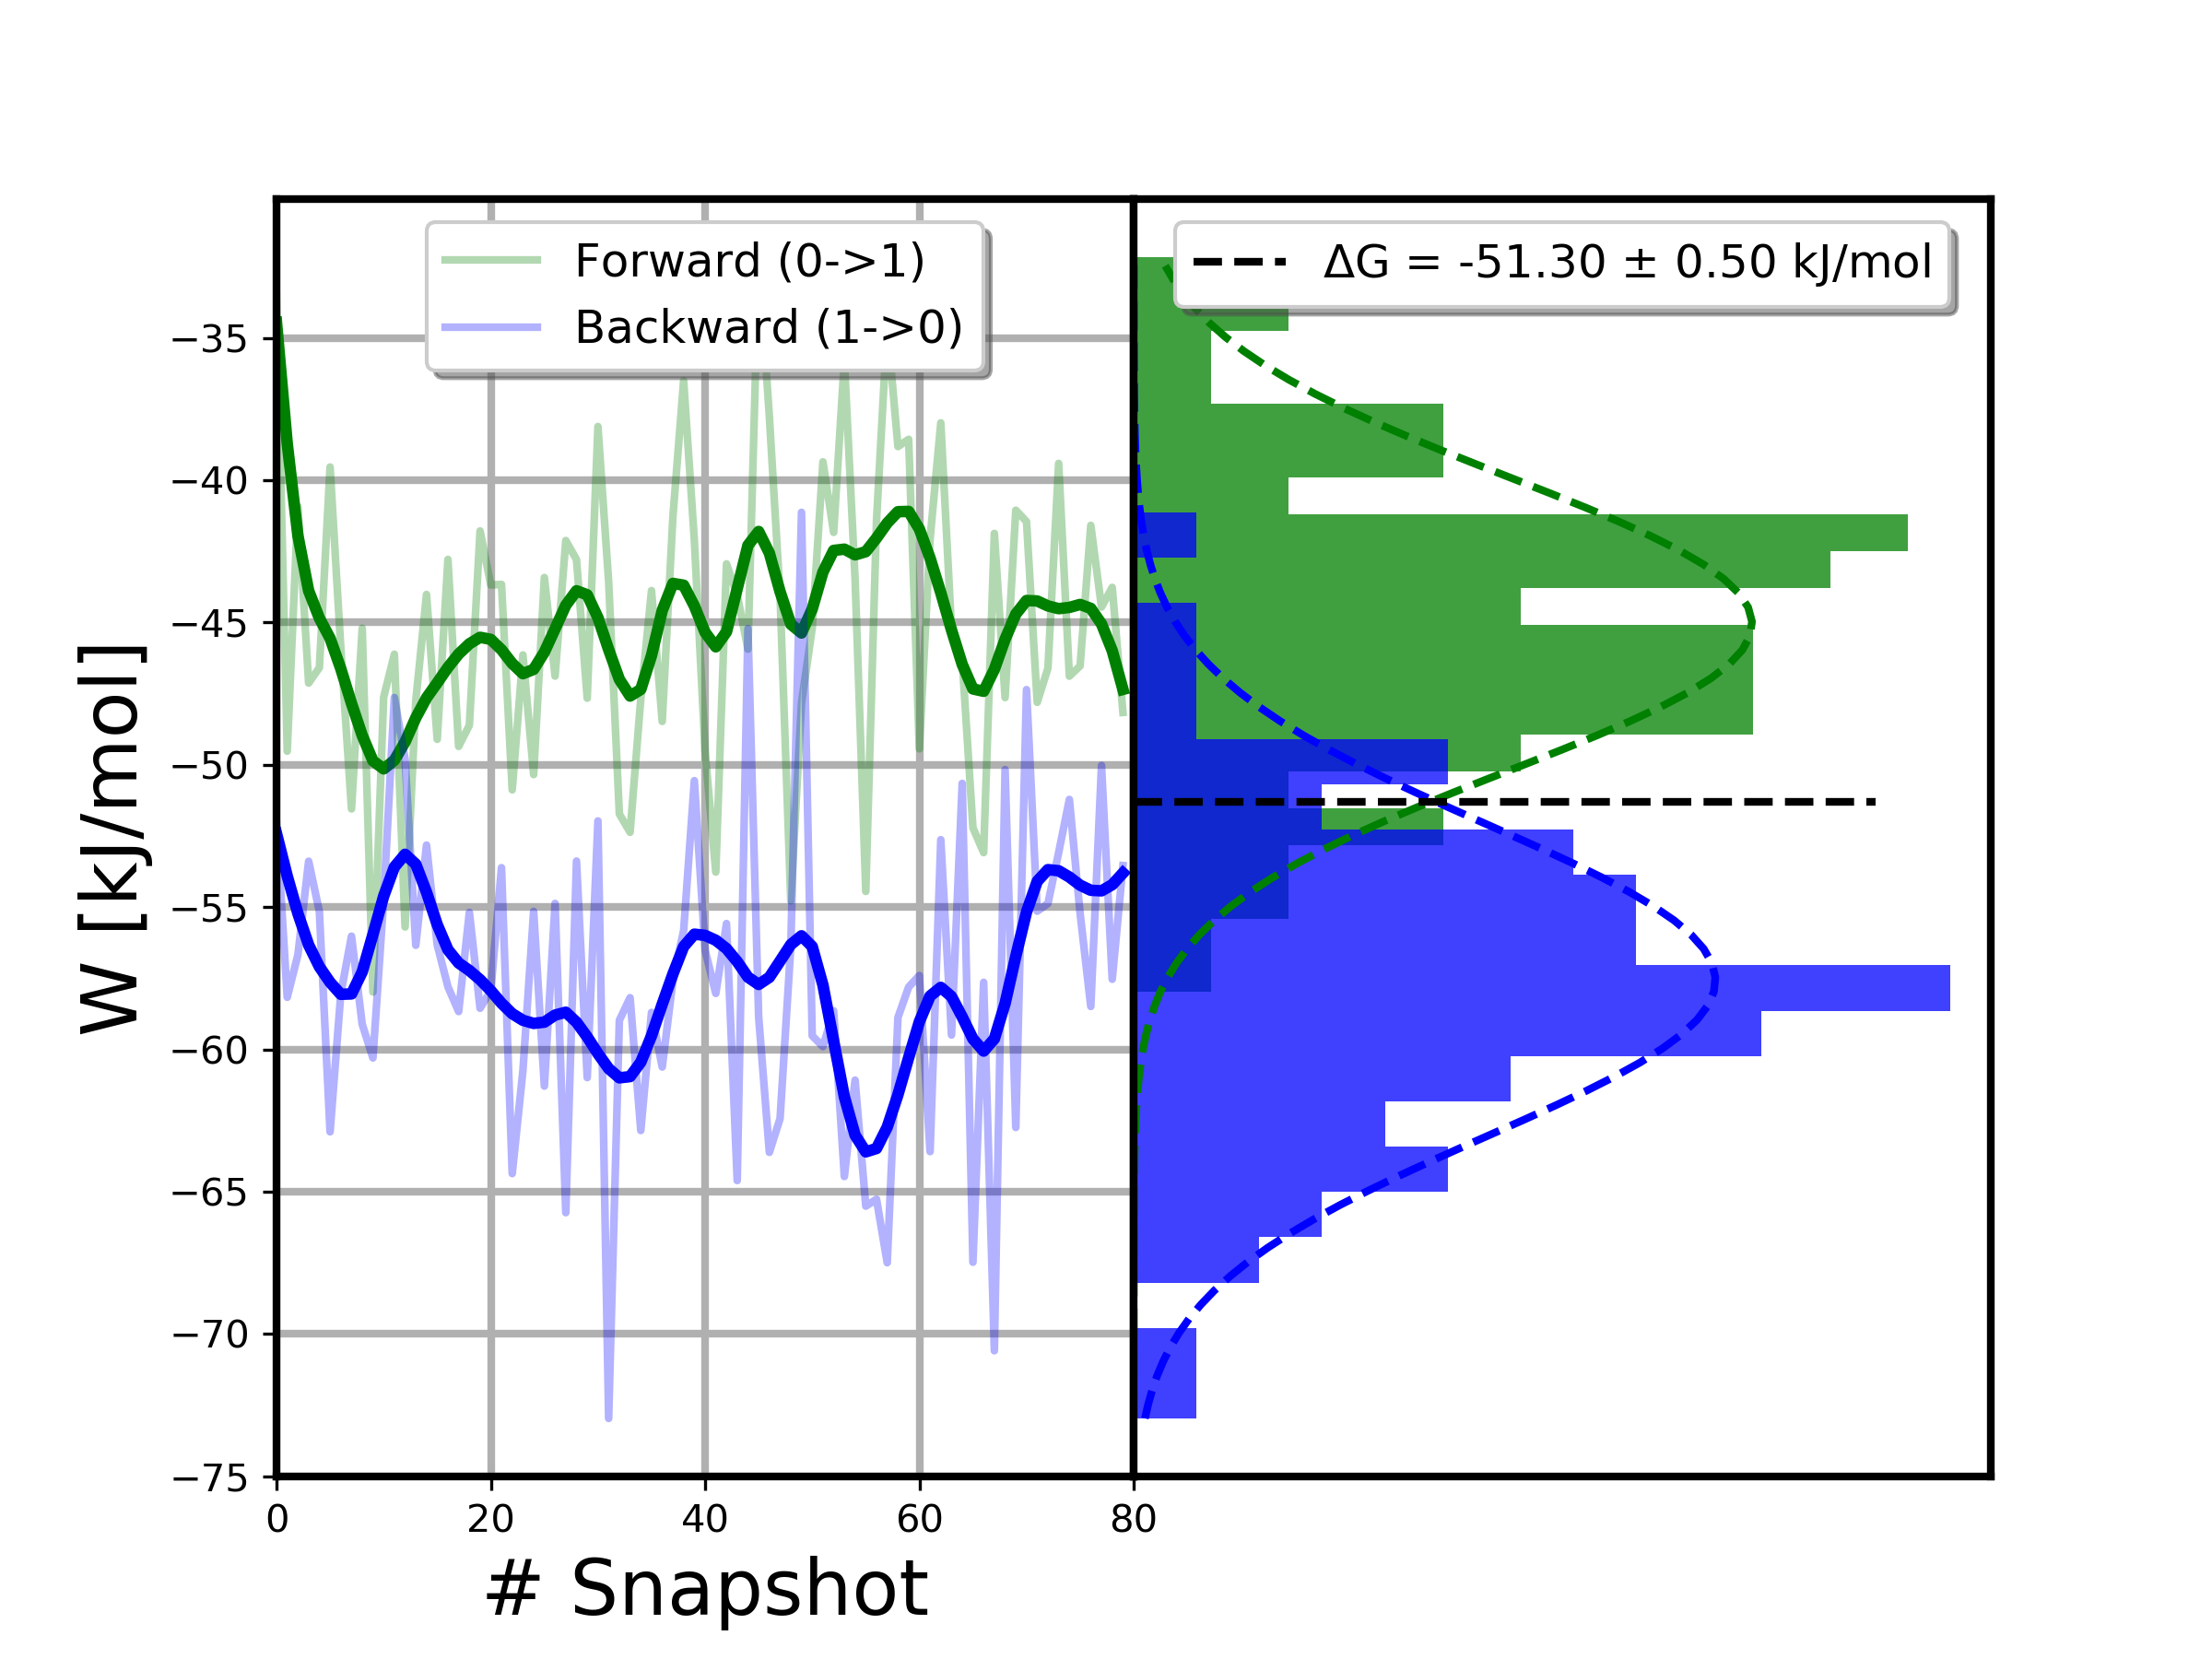 Forward (0->1)
Backward (1->0)
ΔG = -51.30 ± 0.50 kJ/mol
W [kJ/mol]
−35
−40
−45
−50
−55
−60
−65
−70
−75
0 20 40 60 80
# Snapshot